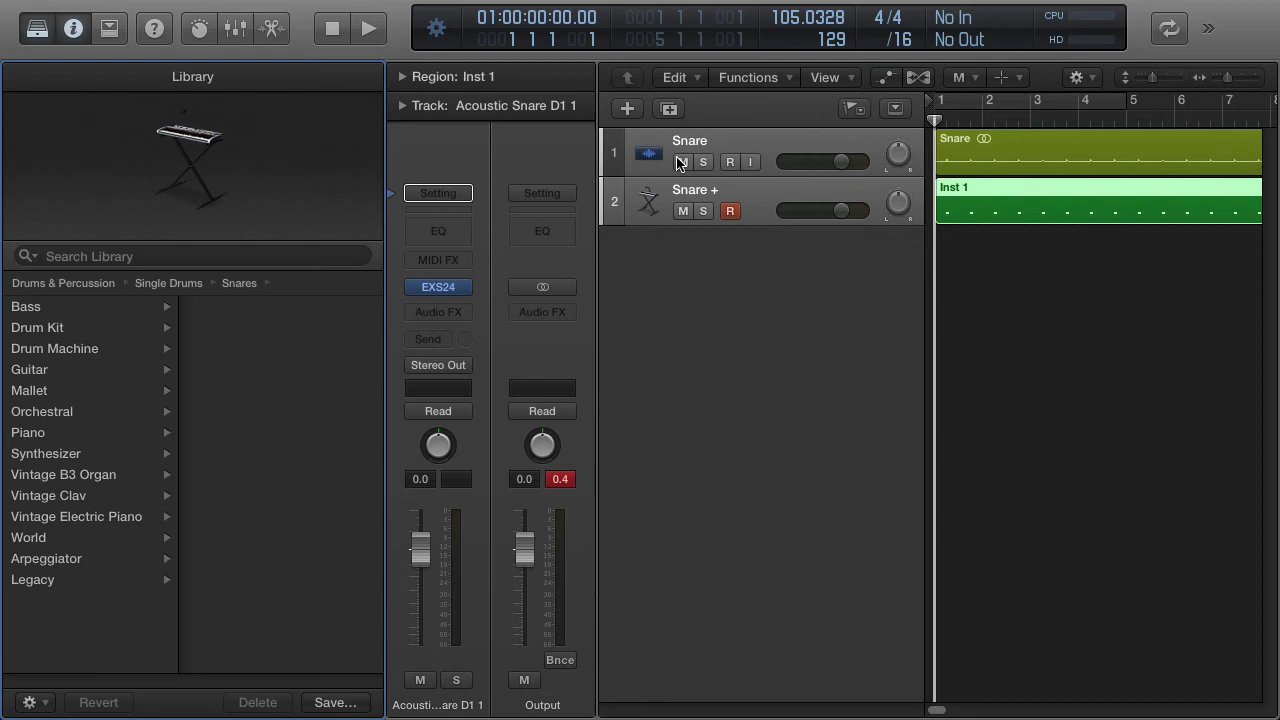 01:00:00:00.00
1 1 1 001
0001 1 1 001
0005 1 1 001
105.0328
129
4/4
/16
No In
No Out
CPU
HD
Library
Search Library
Drums & Percussion Single Drums Snares
Bass
Drum Kit
Drum Machine
Guitar
Mallet
Orchestral
Piano
Synthesizer
Vintage B3 Organ
Vintage Clav
Vintage Electric Piano
World
Arpeggiator
Legacy
Revert Delete Save...
Region: Inst 1
Track: Acoustic Snare D1 1
Setting Setting
EQ EQ
MIDI FX
EXS24
Audio FX Audio FX
Send
Stereo Out
Read Read
0.0 0.0 0.4
Bnce
M S M
Acousti...are D1 1 Output
Edit Functions View M
1 2 3 4 5 6 7
1 Snare
M S R I
L R
2 Snare +
M S R
L R
Snare
Inst 1